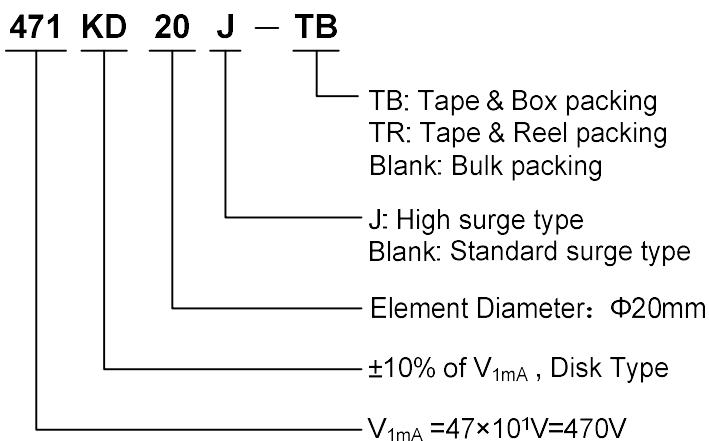 471 KD 20 J — TB
TB: Tape & Box packing
TR: Tape & Reel packing
Blank: Bulk packing
J: High surge type
Blank: Standard surge type
Element Diameter：Φ20mm
±10% of V₁ₘA , Disk Type
V₁ₘA =47×10¹V=470V